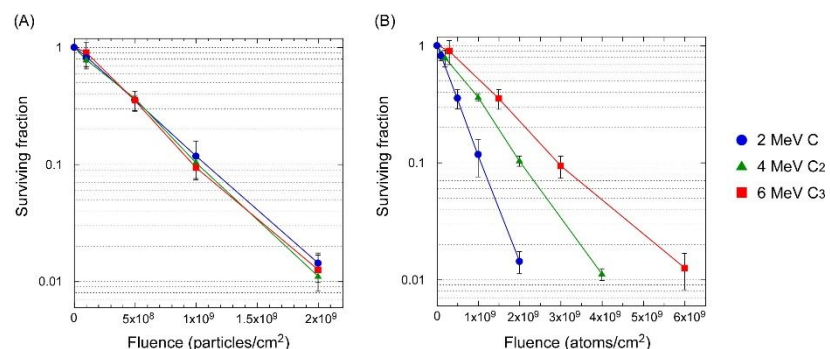 (A)
Surviving fraction
1
0.1
0.01
0
5x10⁸
1x10⁹
2x10⁹
Fluence (particles/cm²)
(B)
Surviving fraction
1
0.1
0.01
0
1x10⁹
2x10⁹
3x10⁹
4x10⁹
5x10⁹
6x10⁹
Fluence (atoms/cm²)
2 MeV C
4 MeV C₂
6 MeV C₃